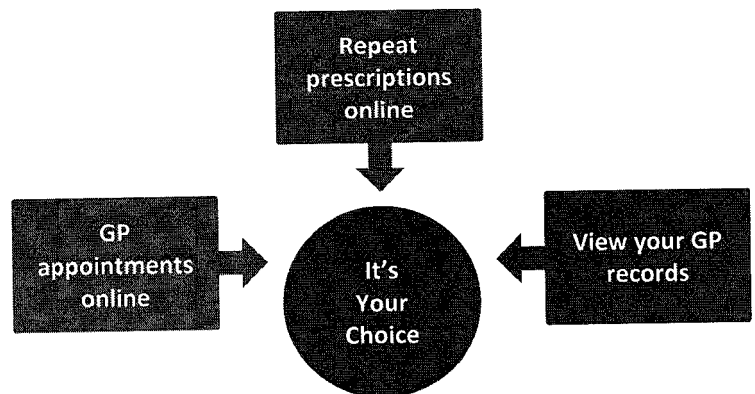 Repeat
prescriptions
online
GP
appointments
online
It's
Your
Choice
View your GP
records